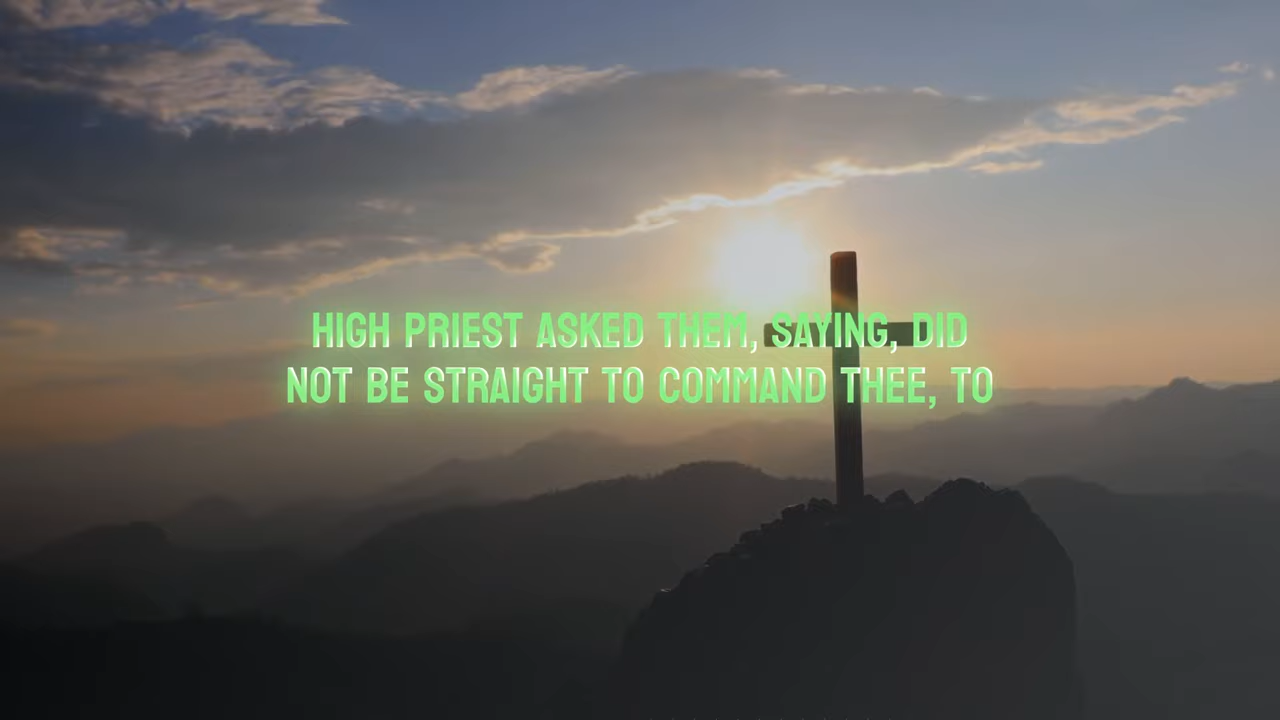 HIGH PRIEST ASKED THEM, SAYING, DID
NOT BE STRAIGHT TO COMMAND THEE, TO